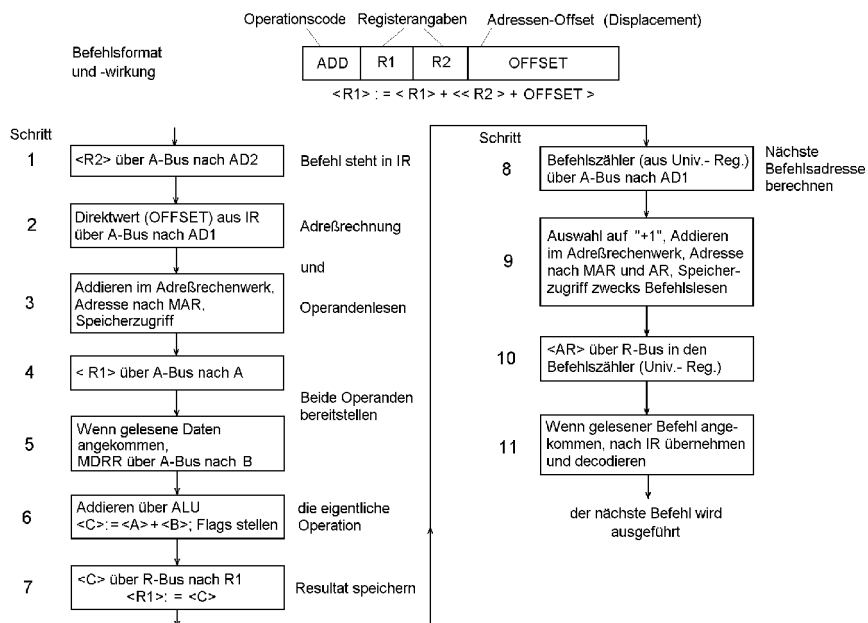 Operationscode Registerangaben Adressen-Offset (Displacement)
Befehlsformat
und -wirkung
ADD R1 R2 OFFSET
<R1> : = < R1> + << R2 > + OFFSET >
Schritt
1
<R2> über A-Bus nach AD2
Befehl steht in IR
2
Direktwert (OFFSET) aus IR
über A-Bus nach AD1
Adreßrechnung
und
3
Addieren im Adreßrechenwerk,
Adresse nach MAR,
Speicherzugriff
Operandenlesen
4
< R1> über A-Bus nach A
Beide Operanden
bereitstellen
5
Wenn gelesene Daten
angekommen,
MDRR über A-Bus nach B
6
Addieren über ALU
<C>:=<A>+<B>; Flags stellen
die eigentliche
Operation
7
<C> über R-Bus nach R1
<R1>: = <C>
Resultat speichern
Schritt
8
Befehlszähler (aus Univ.- Reg.)
über A-Bus nach AD1
Nächste
Befehlsadresse
berechnen
9
Auswahl auf "+1", Addieren
im Adreßrechenwerk, Adresse
nach MAR und AR, Speicher-
zugriff zwecks Befehlslesen
10
<AR> über R-Bus in den
Befehlszähler (Univ.- Reg.)
11
Wenn gelesener Befehl ange-
kommen, nach IR übernehmen
und decodieren
der nächste Befehl wird
ausgeführt